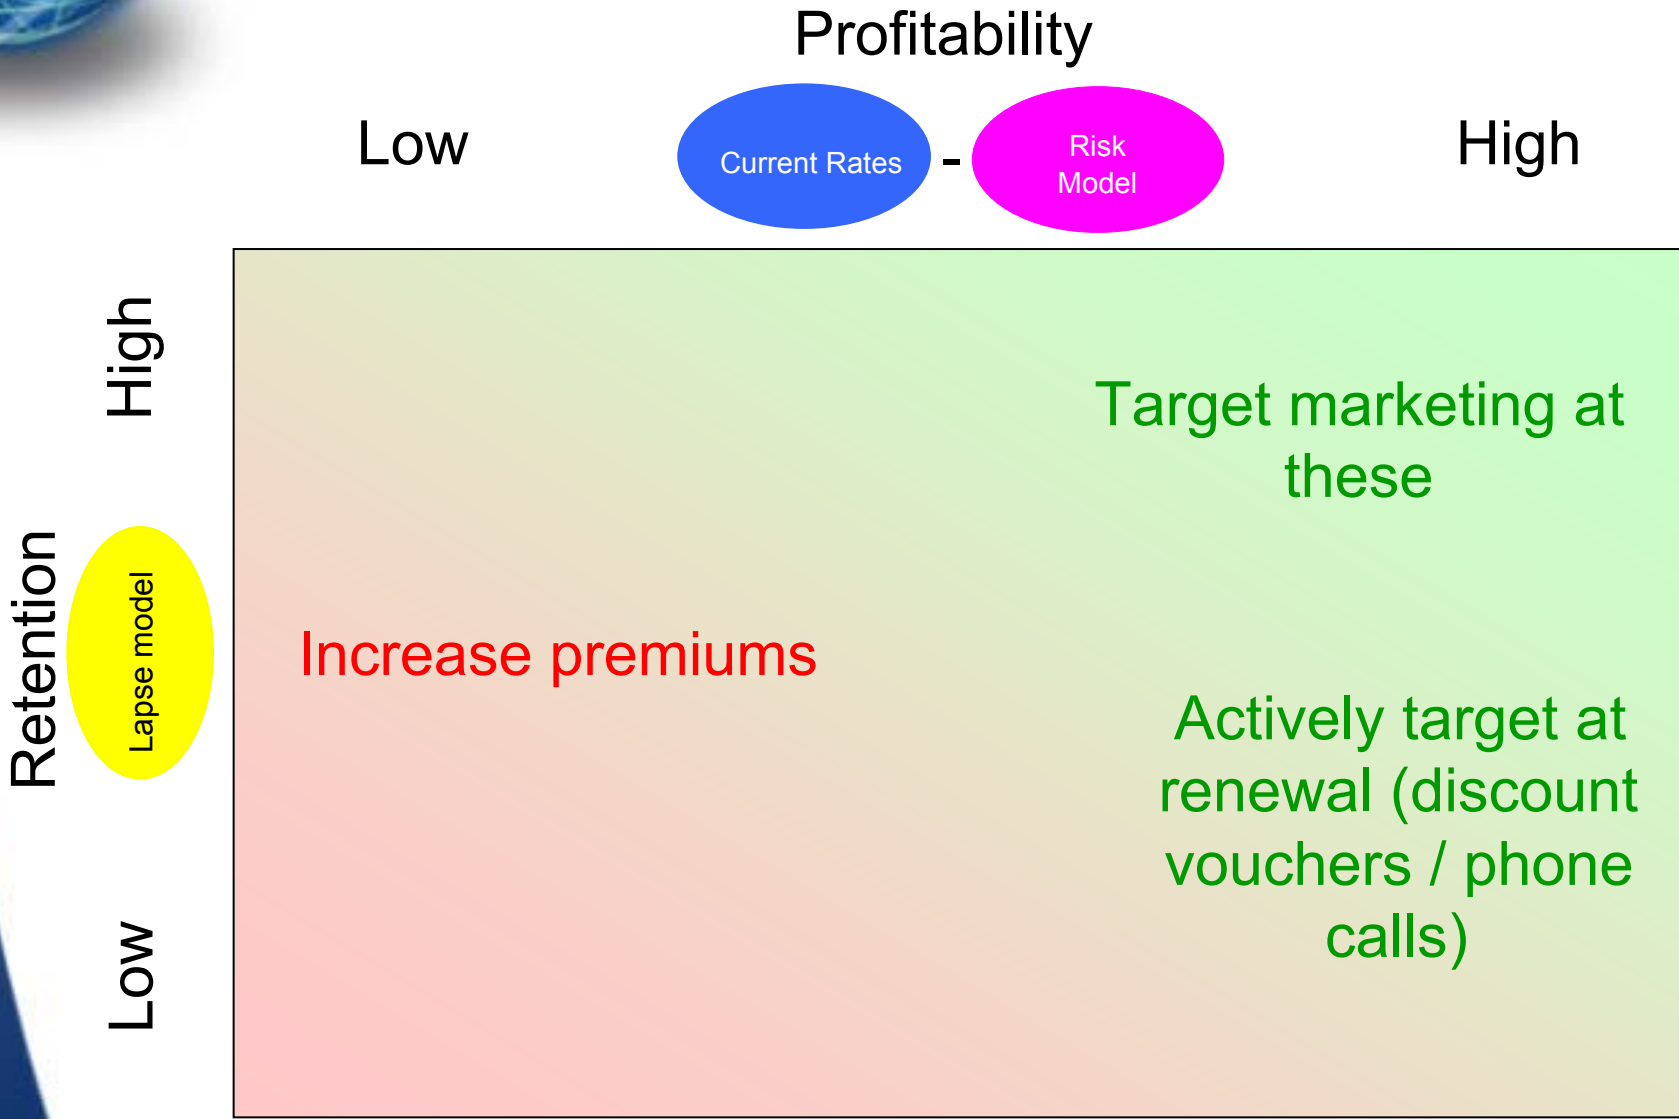 Profitability
Low
Current Rates
-
Risk
Model
High
High
Retention
Lapse model
Low
Target marketing at
these
Increase premiums
Actively target at
renewal (discount
vouchers / phone
calls)